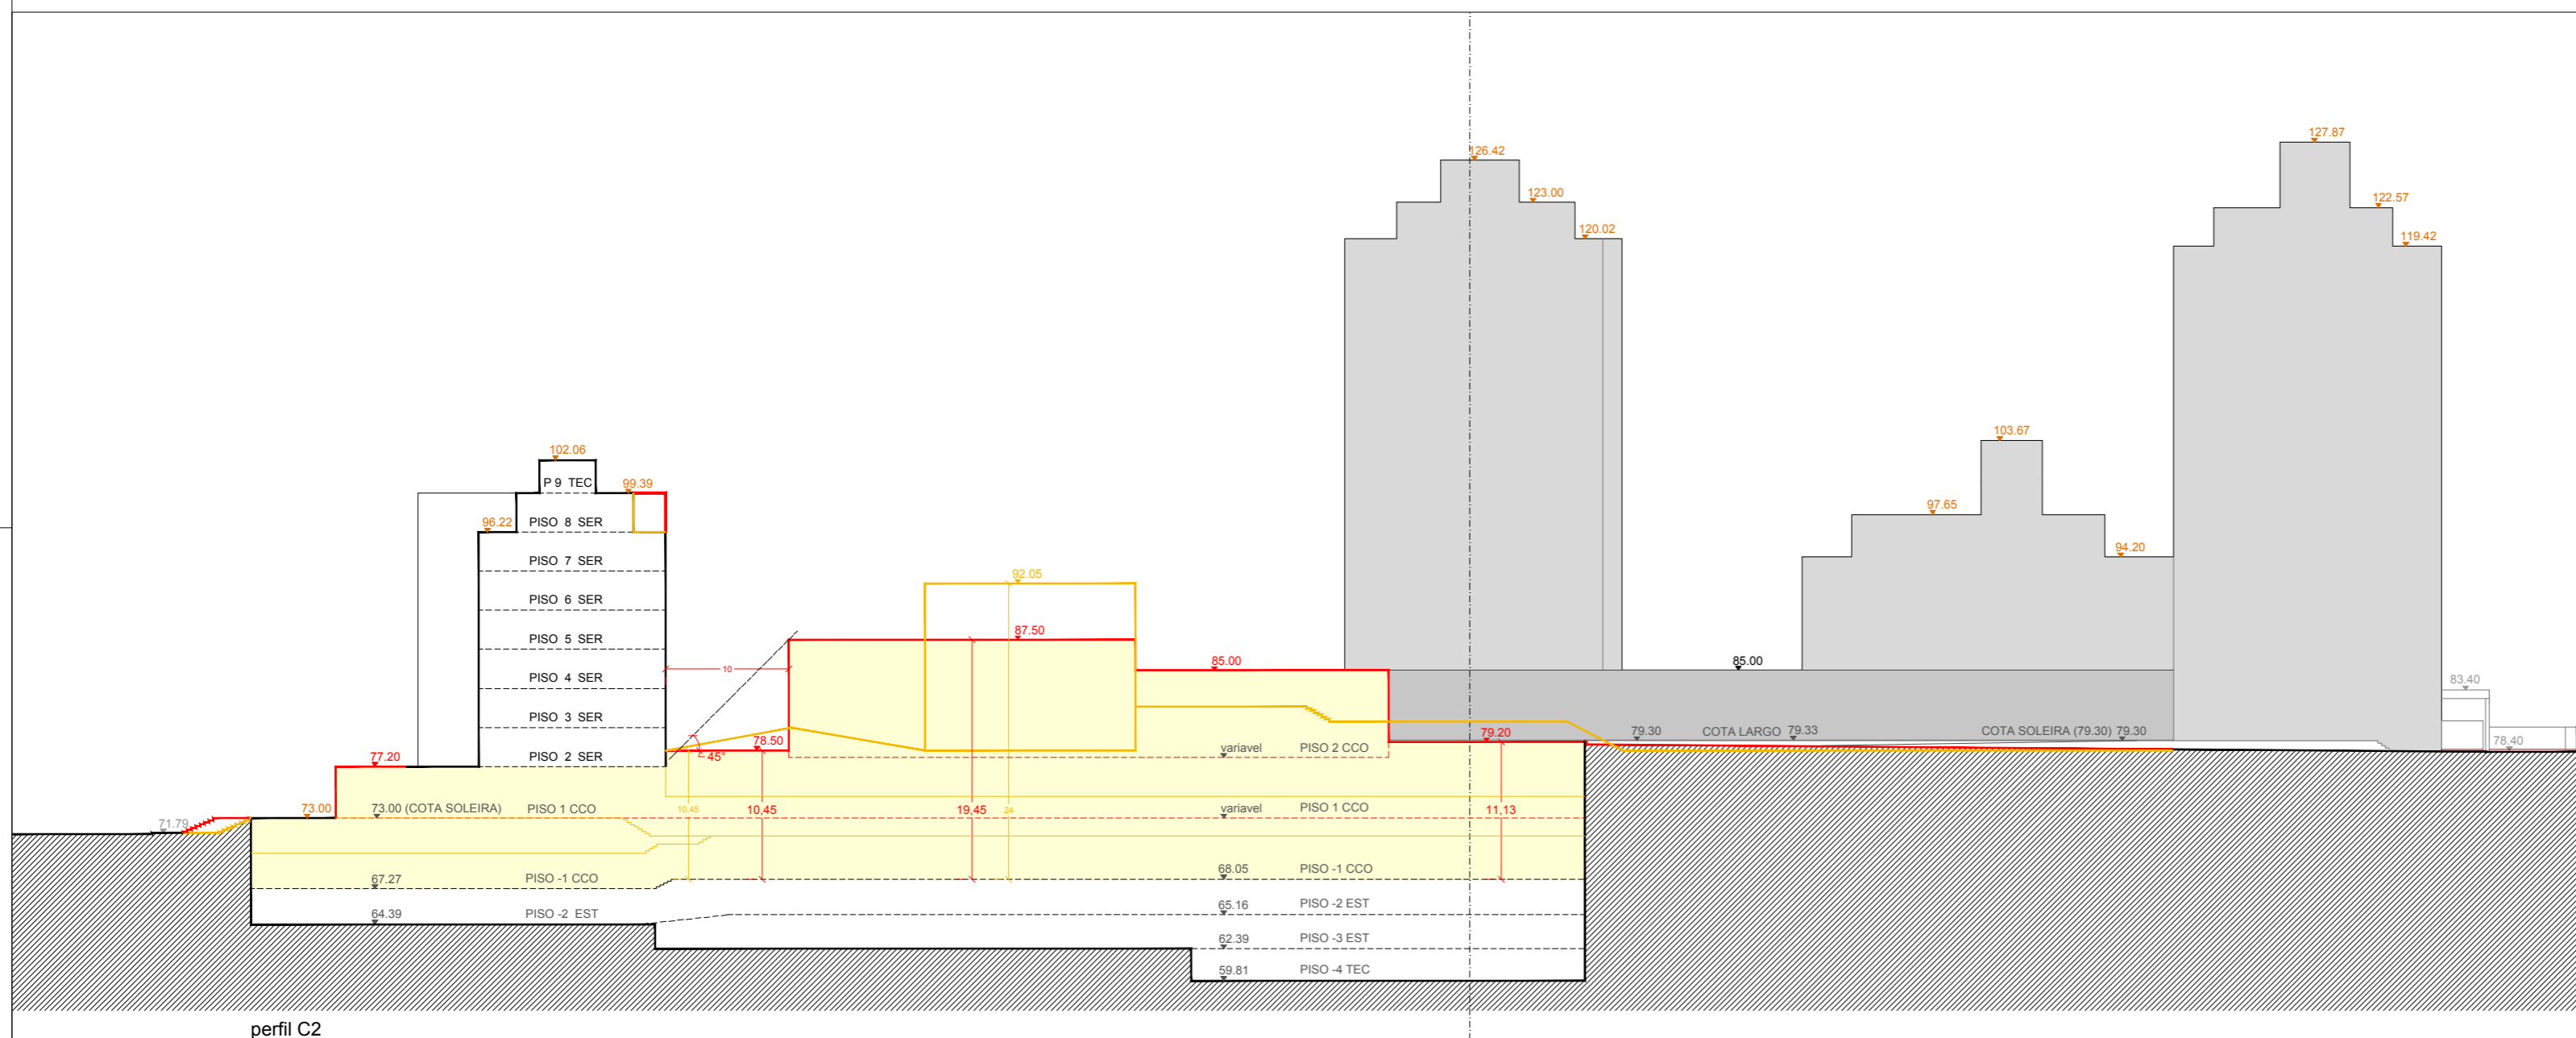 127.87
126.42
123.00
122.57
120.02
119.42
103.67
102.06
P 9 TEC
99.39
97.65
96.22
PISO 8 SER
94.20
PISO 7 SER
92.05
PISO 6 SER
87.50
PISO 5 SER
10
85.00
85.00
PISO 4 SER
83.40
PISO 3 SER
79.20
79.30
COTA LARGO 79.33
COTA SOLEIRA (79.30) 79.30
78.50
78.40
45°
variavel
PISO 2 CCO
77.20
PISO 2 SER
73.00
73.00 (COTA SOLEIRA)
PISO 1 CCO
10,45
10,45
19,45
24
variavel
PISO 1 CCO
11,13
71.79
68.05
PISO -1 CCO
67.27
PISO -1 CCO
65.16
PISO -2 EST
64.39
PISO -2 EST
62.39
PISO -3 EST
59.81
PISO -4 TEC
perfil C2